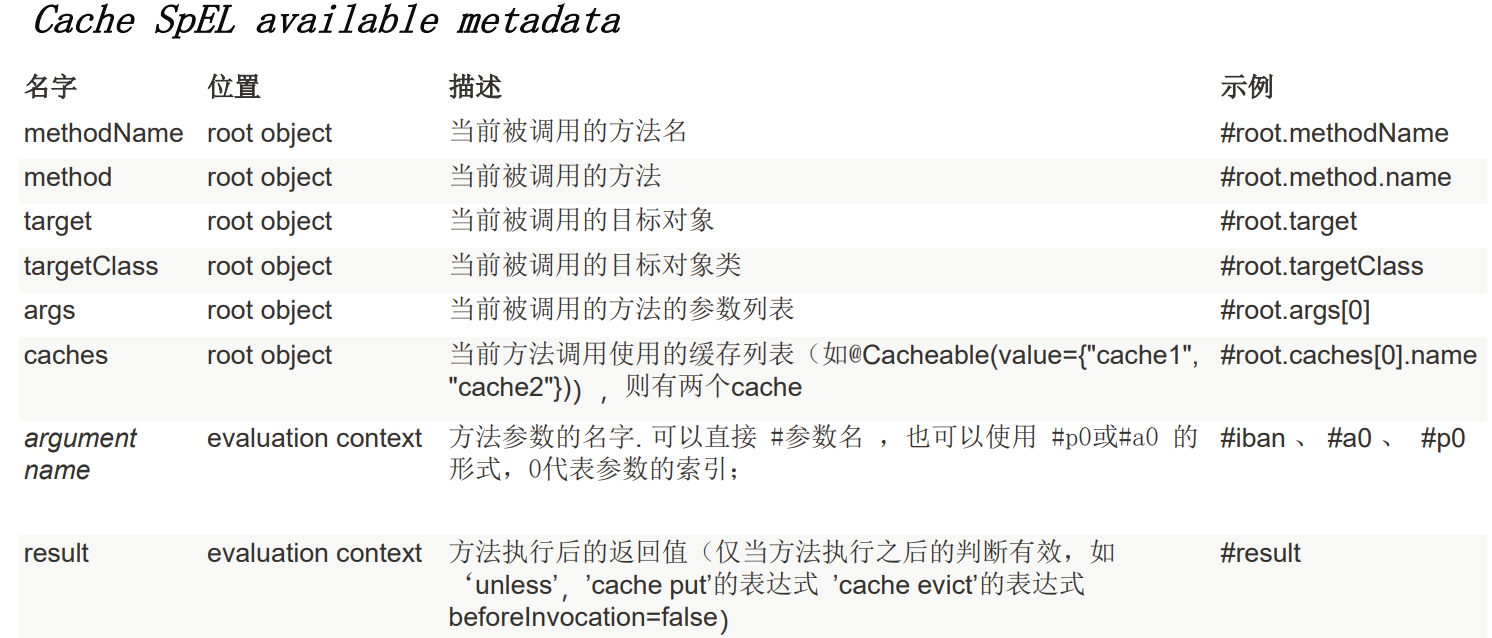 Cache SpEL available metadata
名字 位置 描述 示例
methodName root object 当前被调用的方法名 #root.methodName
method root object 当前被调用的方法 #root.method.name
target root object 当前被调用的目标对象 #root.target
targetClass root object 当前被调用的目标对象类 #root.targetClass
args root object 当前被调用的方法的参数列表 #root.args[0]
caches root object 当前方法调用使用的缓存列表（如@Cacheable(value={"cache1", #root.caches[0].name
"cache2"})），则有两个cache
argument evaluation context 方法参数的名字. 可以直接 #参数名 ，也可以使用 #p0或#a0 的 #iban 、 #a0 、 #p0
name 形式，0代表参数的索引；
result evaluation context 方法执行后的返回值（仅当方法执行之后的判断有效，如 #result
‘unless’，’cache put’的表达式 ’cache evict’的表达式
beforeInvocation=false）